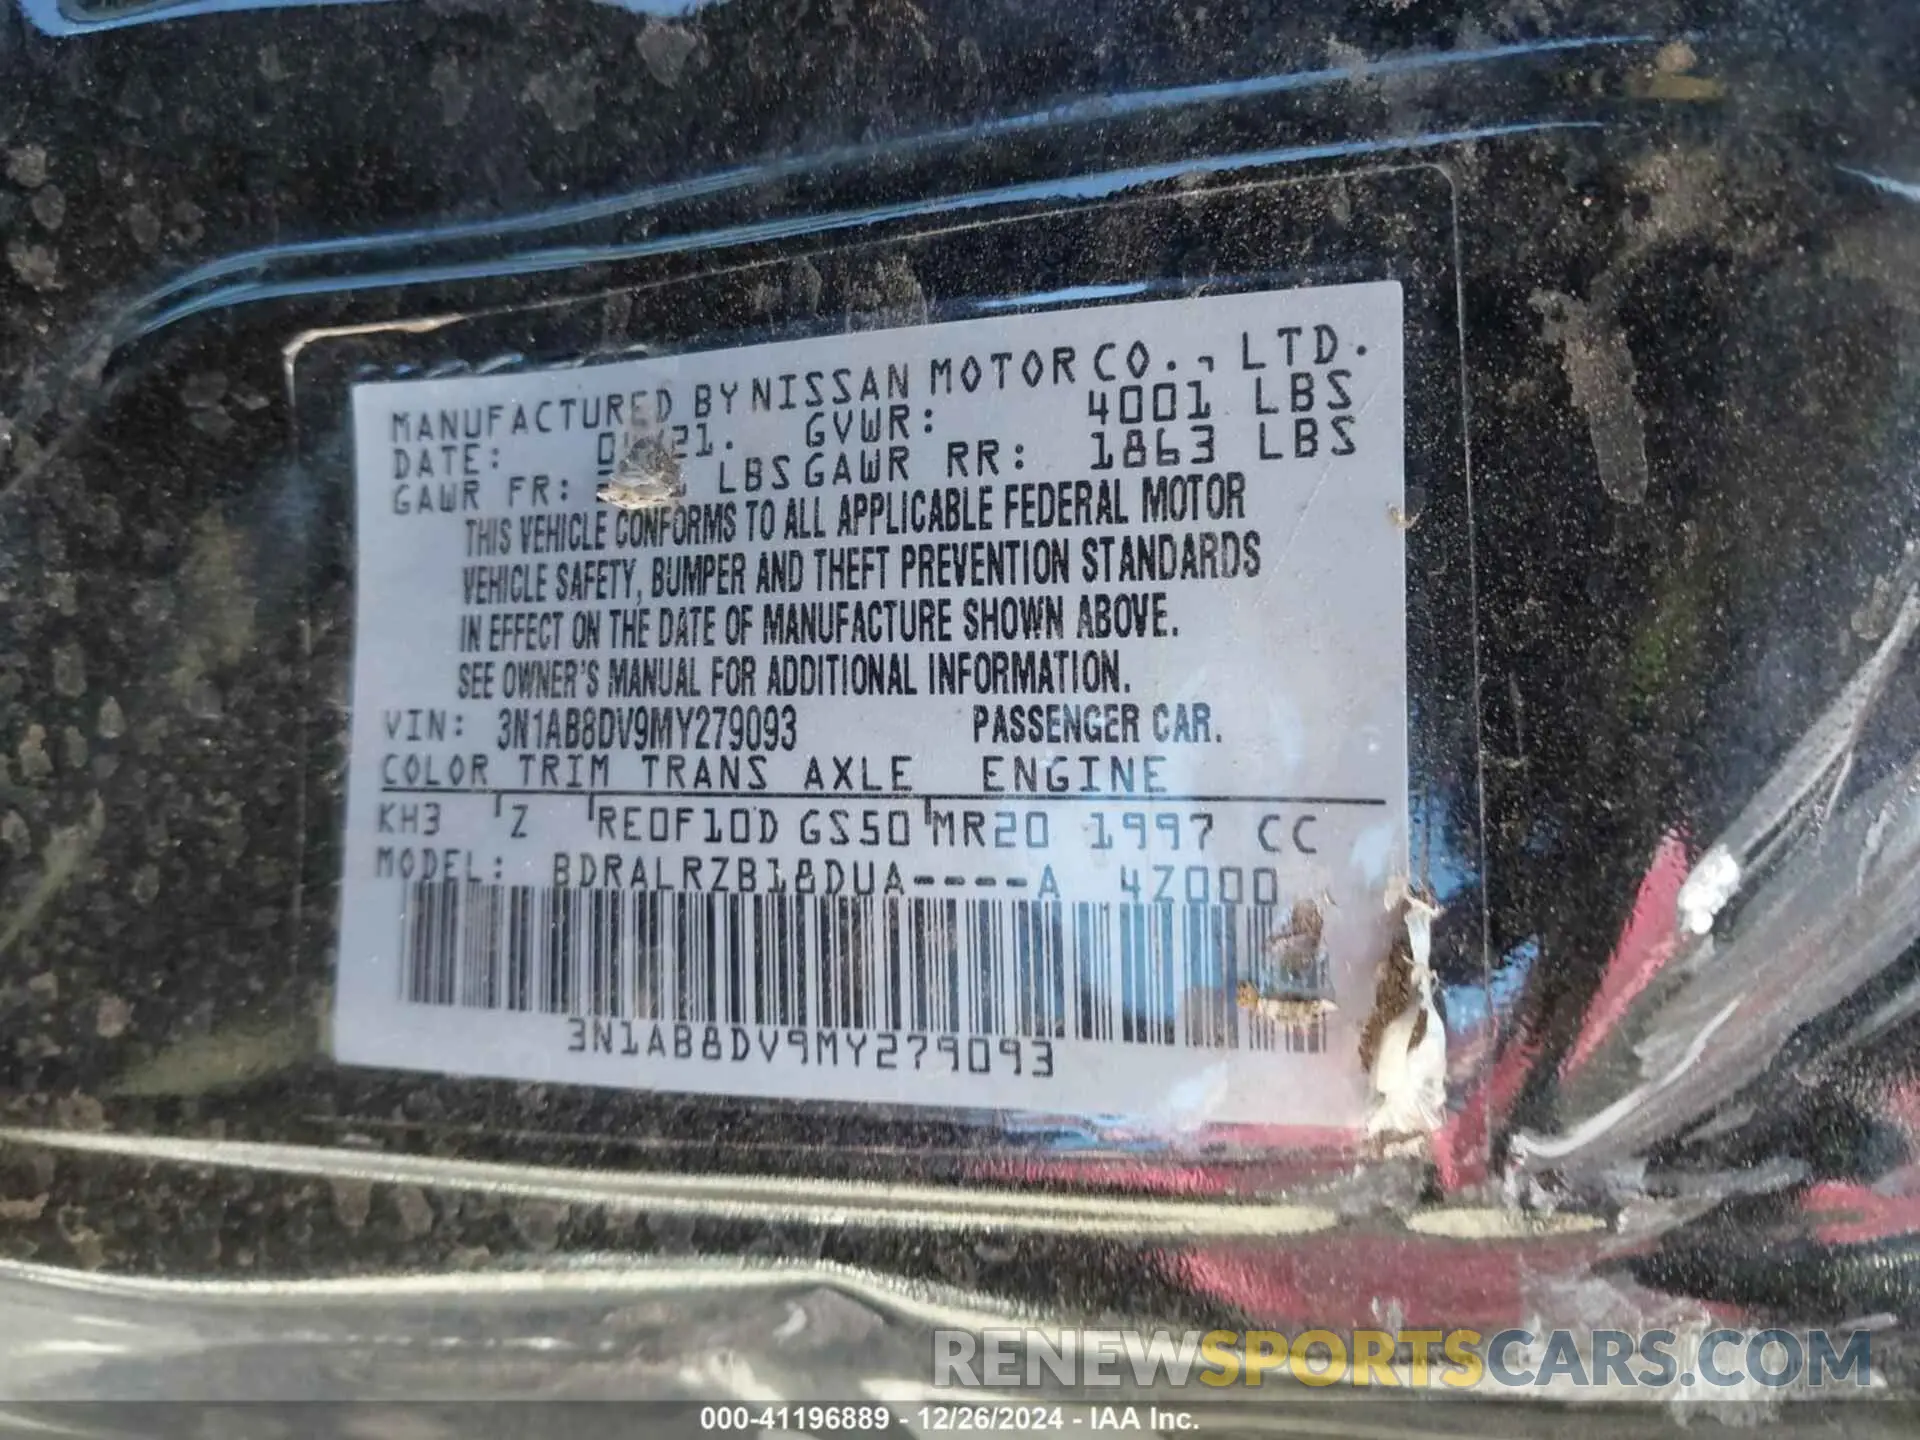 MANUFACTURED BY NISSAN MOTOR CO., LTD.
DATE: GVWR: 4001 LBS
GAWR FR: LBS GAWR RR: 1863 LBS
THIS VEHICLE CONFORMS TO ALL APPLICABLE FEDERAL MOTOR
VEHICLE SAFETY, BUMPER AND THEFT PREVENTION STANDARDS
IN EFFECT ON THE DATE OF MANUFACTURE SHOWN ABOVE.
SEE OWNER'S MANUAL FOR ADDITIONAL INFORMATION.
VIN: 3N1AB8DV9MY279093 PASSENGER CAR.
COLOR TRIM TRANS AXLE ENGINE
KH3 Z RE0F10D GS50 MR20 1997 CC
MODEL: BDRALRZB18DUA----A 4Z000
3N1AB8DV9MY279093
RENEWSPORTSCARS.COM
000-41196889 - 12/26/2024 - IAA Inc.